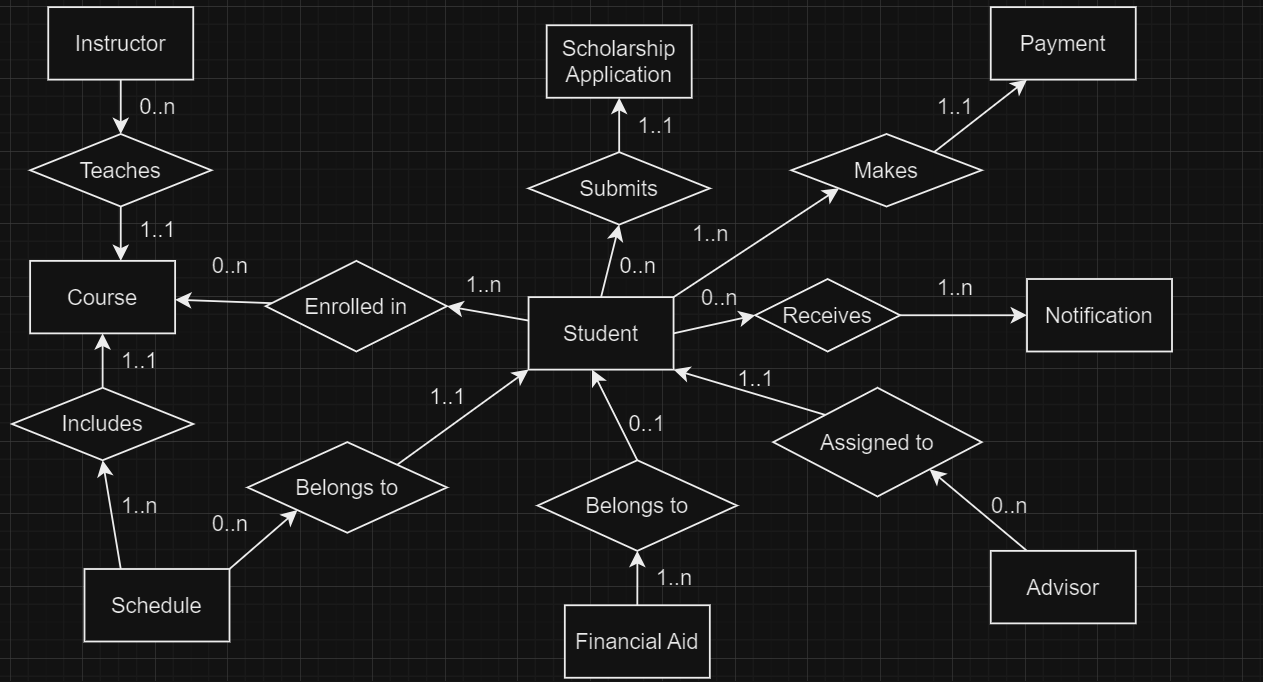 Instructor
Scholarship
Application
Payment
0..n
1..1
1..1
Teaches
Submits
Makes
1..1
0..n
0..n
1..n
Course
Enrolled in
1..n
Student
0..n
Receives
1..n
Notification
1..1
1..1
1..1
0..1
Includes
Assigned to
Belongs to
Belongs to
1..n
0..n
0..n
1..n
Schedule
Financial Aid
Advisor